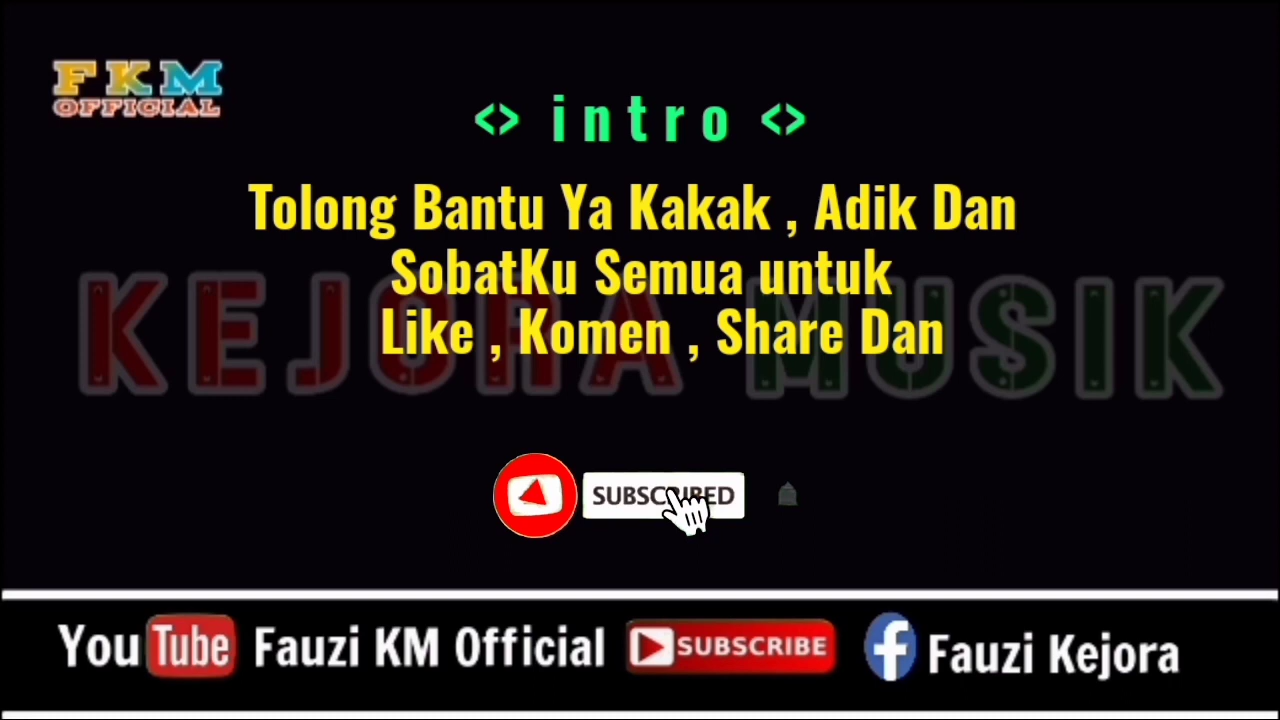 FKM
OFFICIAL
<> intro <>
Tolong Bantu Ya Kakak , Adik Dan
SobatKu Semua untuk
Like , Komen , Share Dan
KEJORA MUSIK
SUBSCRIBED
YouTube Fauzi KM Official SUBSCRIBE f Fauzi Kejora